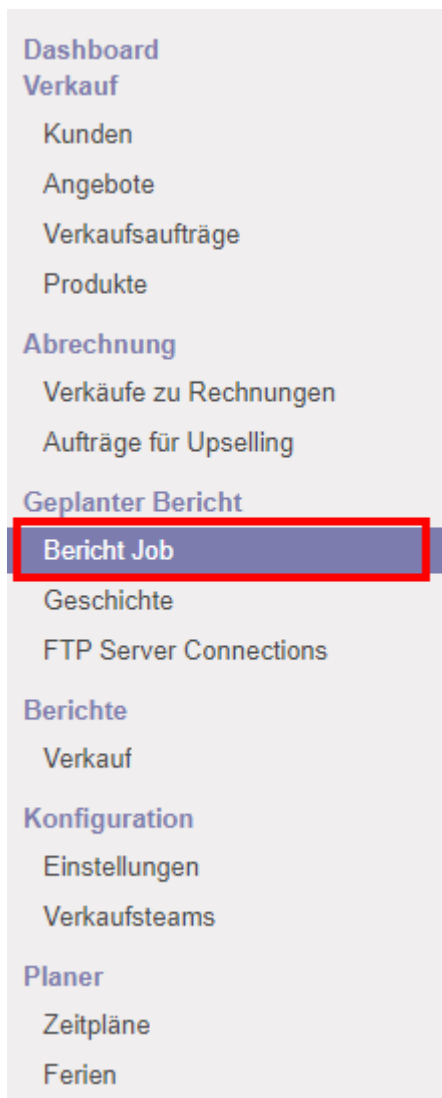 Dashboard
Verkauf
Kunden
Angebote
Verkaufsaufträge
Produkte
Abrechnung
Verkäufe zu Rechnungen
Aufträge für Upselling
Geplanter Bericht
Bericht Job
Geschichte
FTP Server Connections
Berichte
Verkauf
Konfiguration
Einstellungen
Verkaufsteams
Planer
Zeitpläne
Ferien